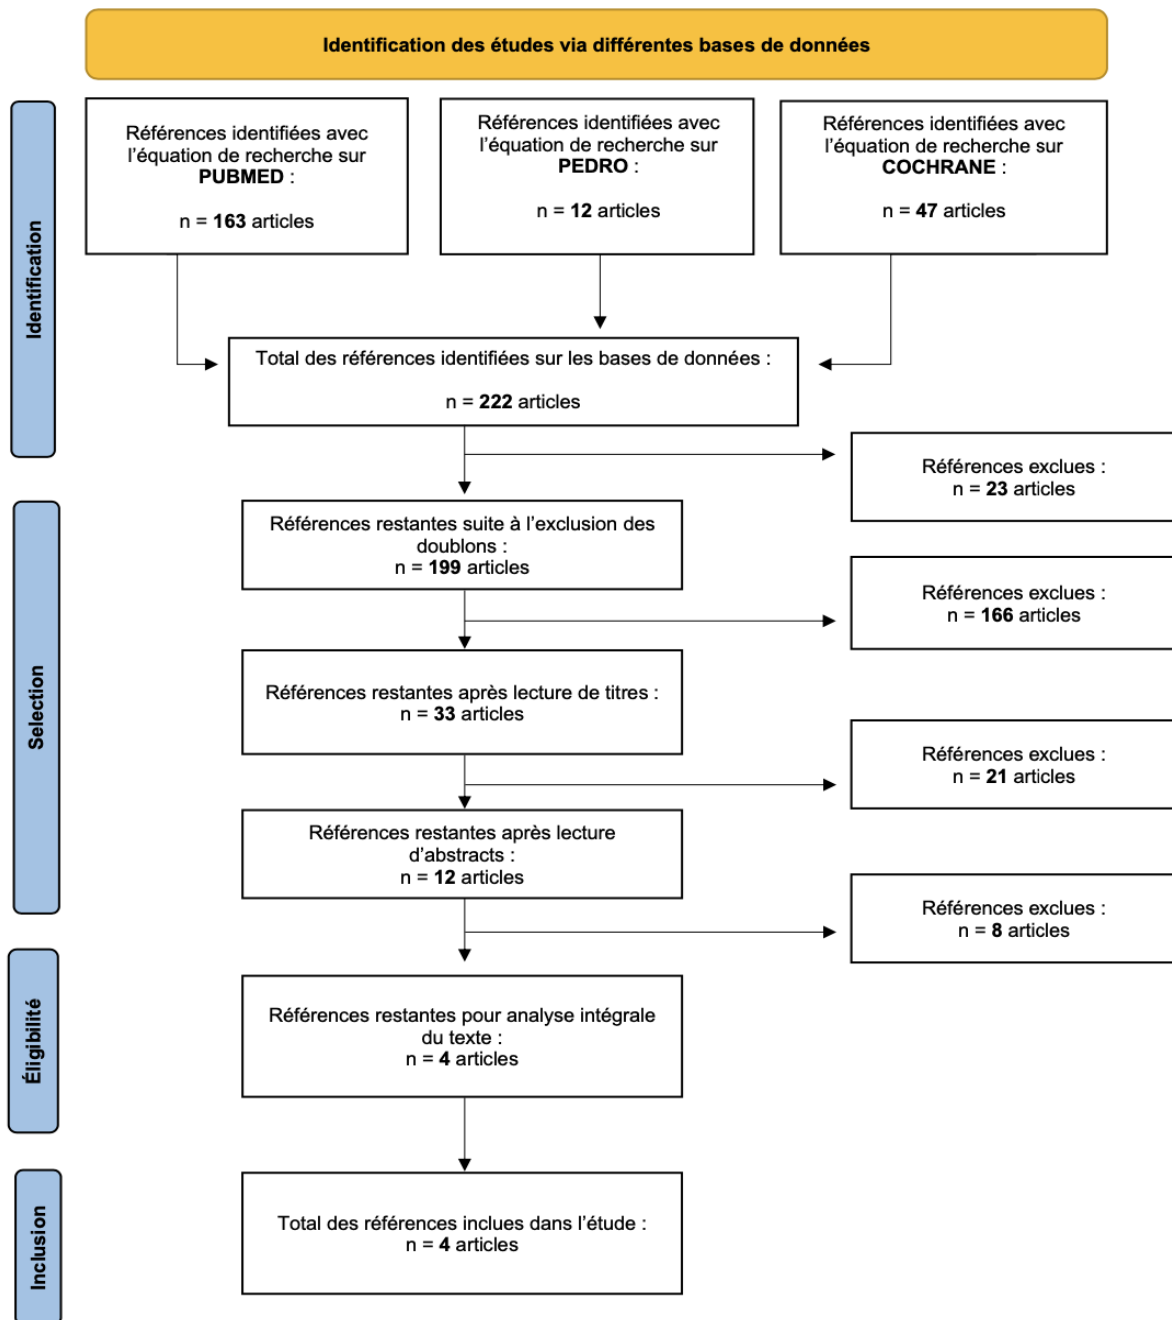 Identification des études via différentes bases de données
Identification
Références identifiées avec
l'équation de recherche sur
PUBMED :
n = 163 articles
Références identifiées avec
l'équation de recherche sur
PEDRO :
n = 12 articles
Références identifiées avec
l'équation de recherche sur
COCHRANE :
n = 47 articles
Total des références identifiées sur les bases de données :
n = 222 articles
Références exclues :
n = 23 articles
Selection
Références restantes suite à l'exclusion des
doublons :
n = 199 articles
Références exclues :
n = 166 articles
Références restantes après lecture de titres :
n = 33 articles
Références exclues :
n = 21 articles
Références restantes après lecture
d'abstracts :
n = 12 articles
Références exclues :
n = 8 articles
Éligibilité
Références restantes pour analyse intégrale
du texte :
n = 4 articles
Inclusion
Total des références inclues dans l'étude :
n = 4 articles